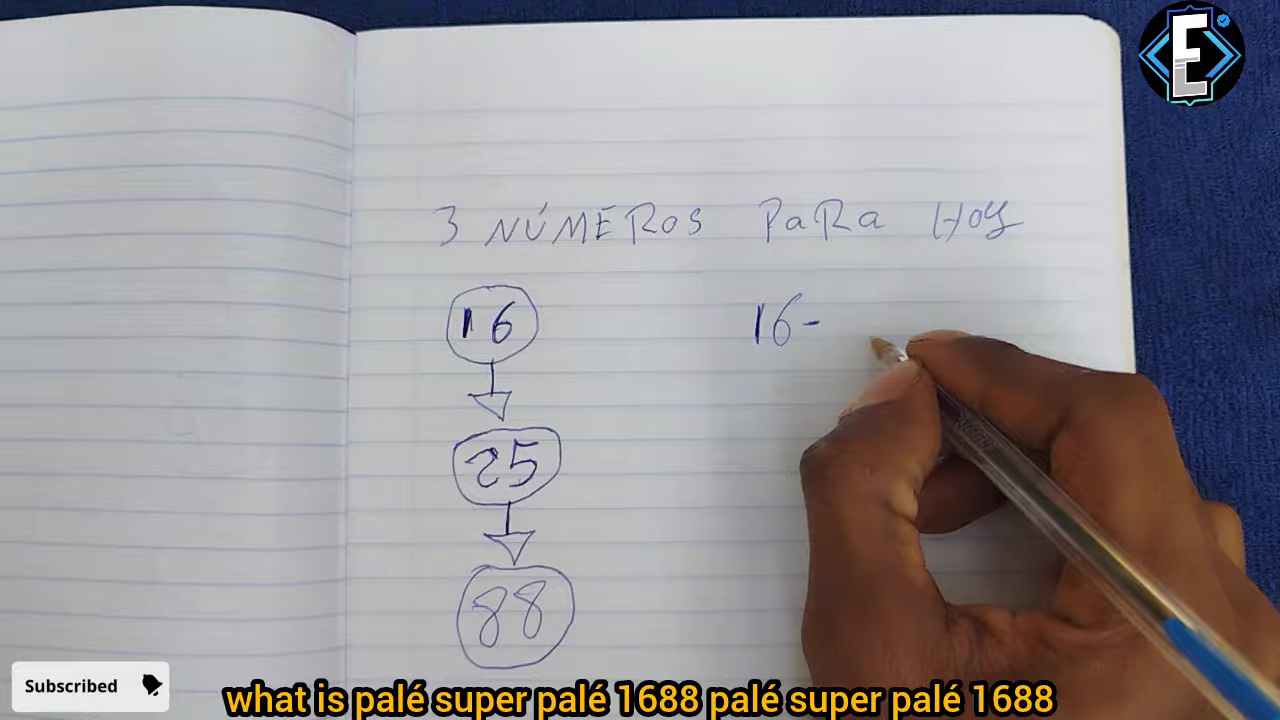 3 NÚMEROS PaRa HOY
16 16-
25
88
Subscribed
what is palé super palé 1688 palé super palé 1688